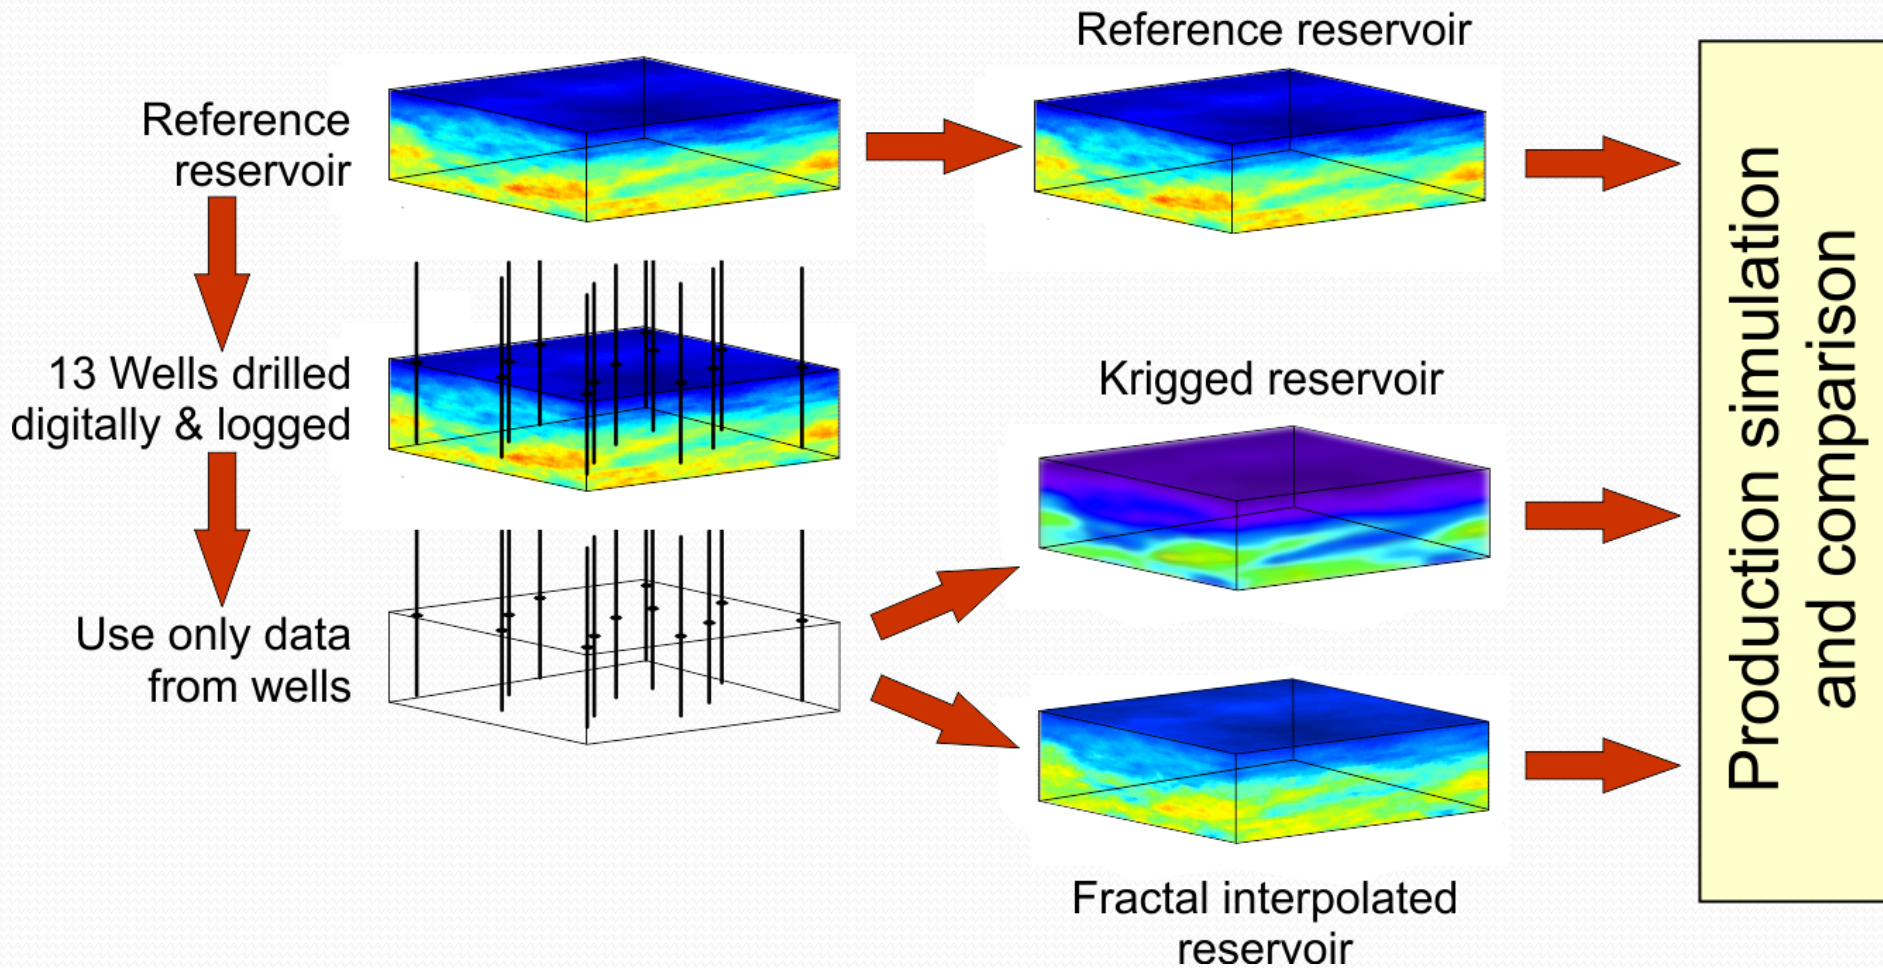 Reference
reservoir
13 Wells drilled
digitally & logged
Use only data
from wells
Reference reservoir
Krigged reservoir
Fractal interpolated
reservoir
Production simulation
and comparison